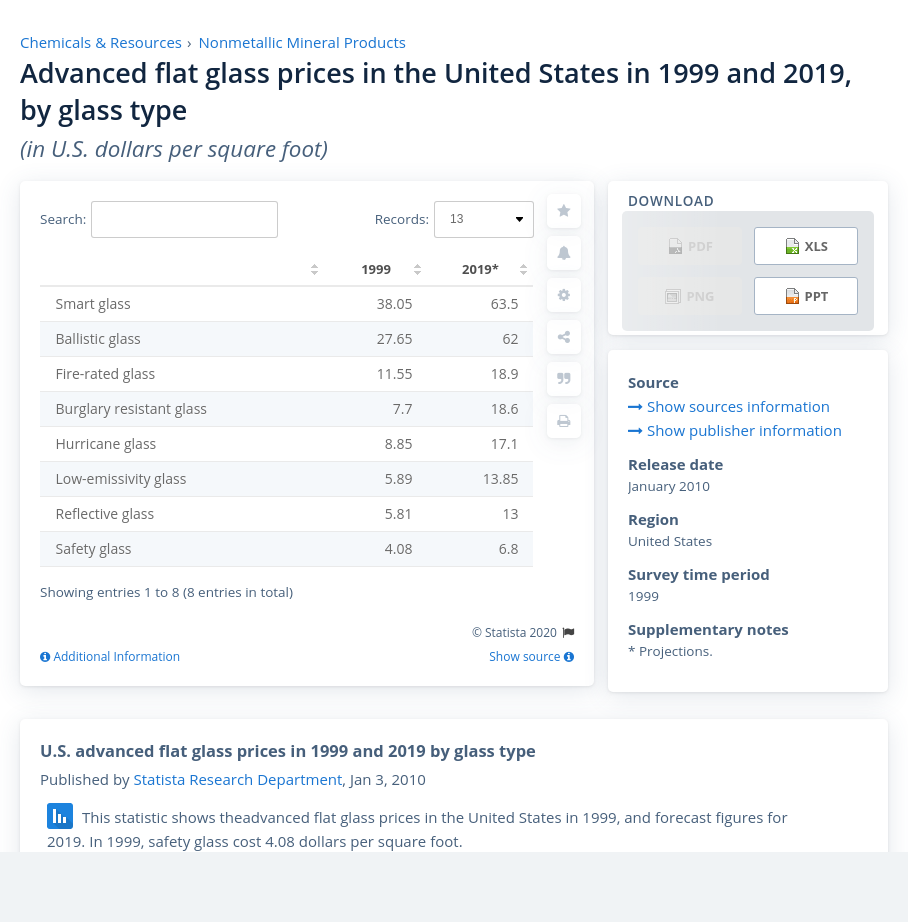 Chemicals & Resources › Nonmetallic Mineral Products
Advanced flat glass prices in the United States in 1999 and 2019,
by glass type
(in U.S. dollars per square foot)
Search:
Records: 13
1999 2019*
Smart glass 38.05 63.5
Ballistic glass 27.65 62
Fire-rated glass 11.55 18.9
Burglary resistant glass 7.7 18.6
Hurricane glass 8.85 17.1
Low-emissivity glass 5.89 13.85
Reflective glass 5.81 13
Safety glass 4.08 6.8
Showing entries 1 to 8 (8 entries in total)
© Statista 2020
Additional Information
Show source
DOWNLOAD
PDF XLS
PNG PPT
Source
Show sources information
Show publisher information
Release date
January 2010
Region
United States
Survey time period
1999
Supplementary notes
* Projections.
U.S. advanced flat glass prices in 1999 and 2019 by glass type
Published by Statista Research Department, Jan 3, 2010
This statistic shows theadvanced flat glass prices in the United States in 1999, and forecast figures for
2019. In 1999, safety glass cost 4.08 dollars per square foot.